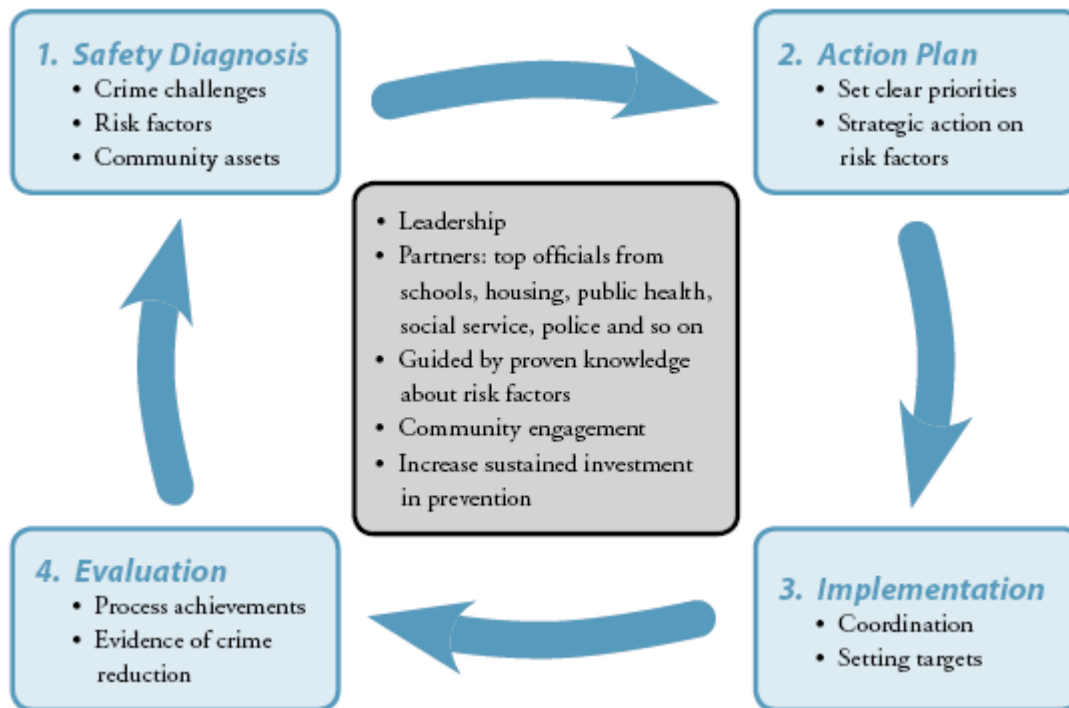 1. Safety Diagnosis
• Crime challenges
• Risk factors
• Community assets
2. Action Plan
• Set clear priorities
• Strategic action on
risk factors
• Leadership
• Partners: top officials from
schools, housing, public health,
social service, police and so on
• Guided by proven knowledge
about risk factors
• Community engagement
• Increase sustained investment
in prevention
3. Implementation
• Coordination
• Setting targets
4. Evaluation
• Process achievements
• Evidence of crime
reduction